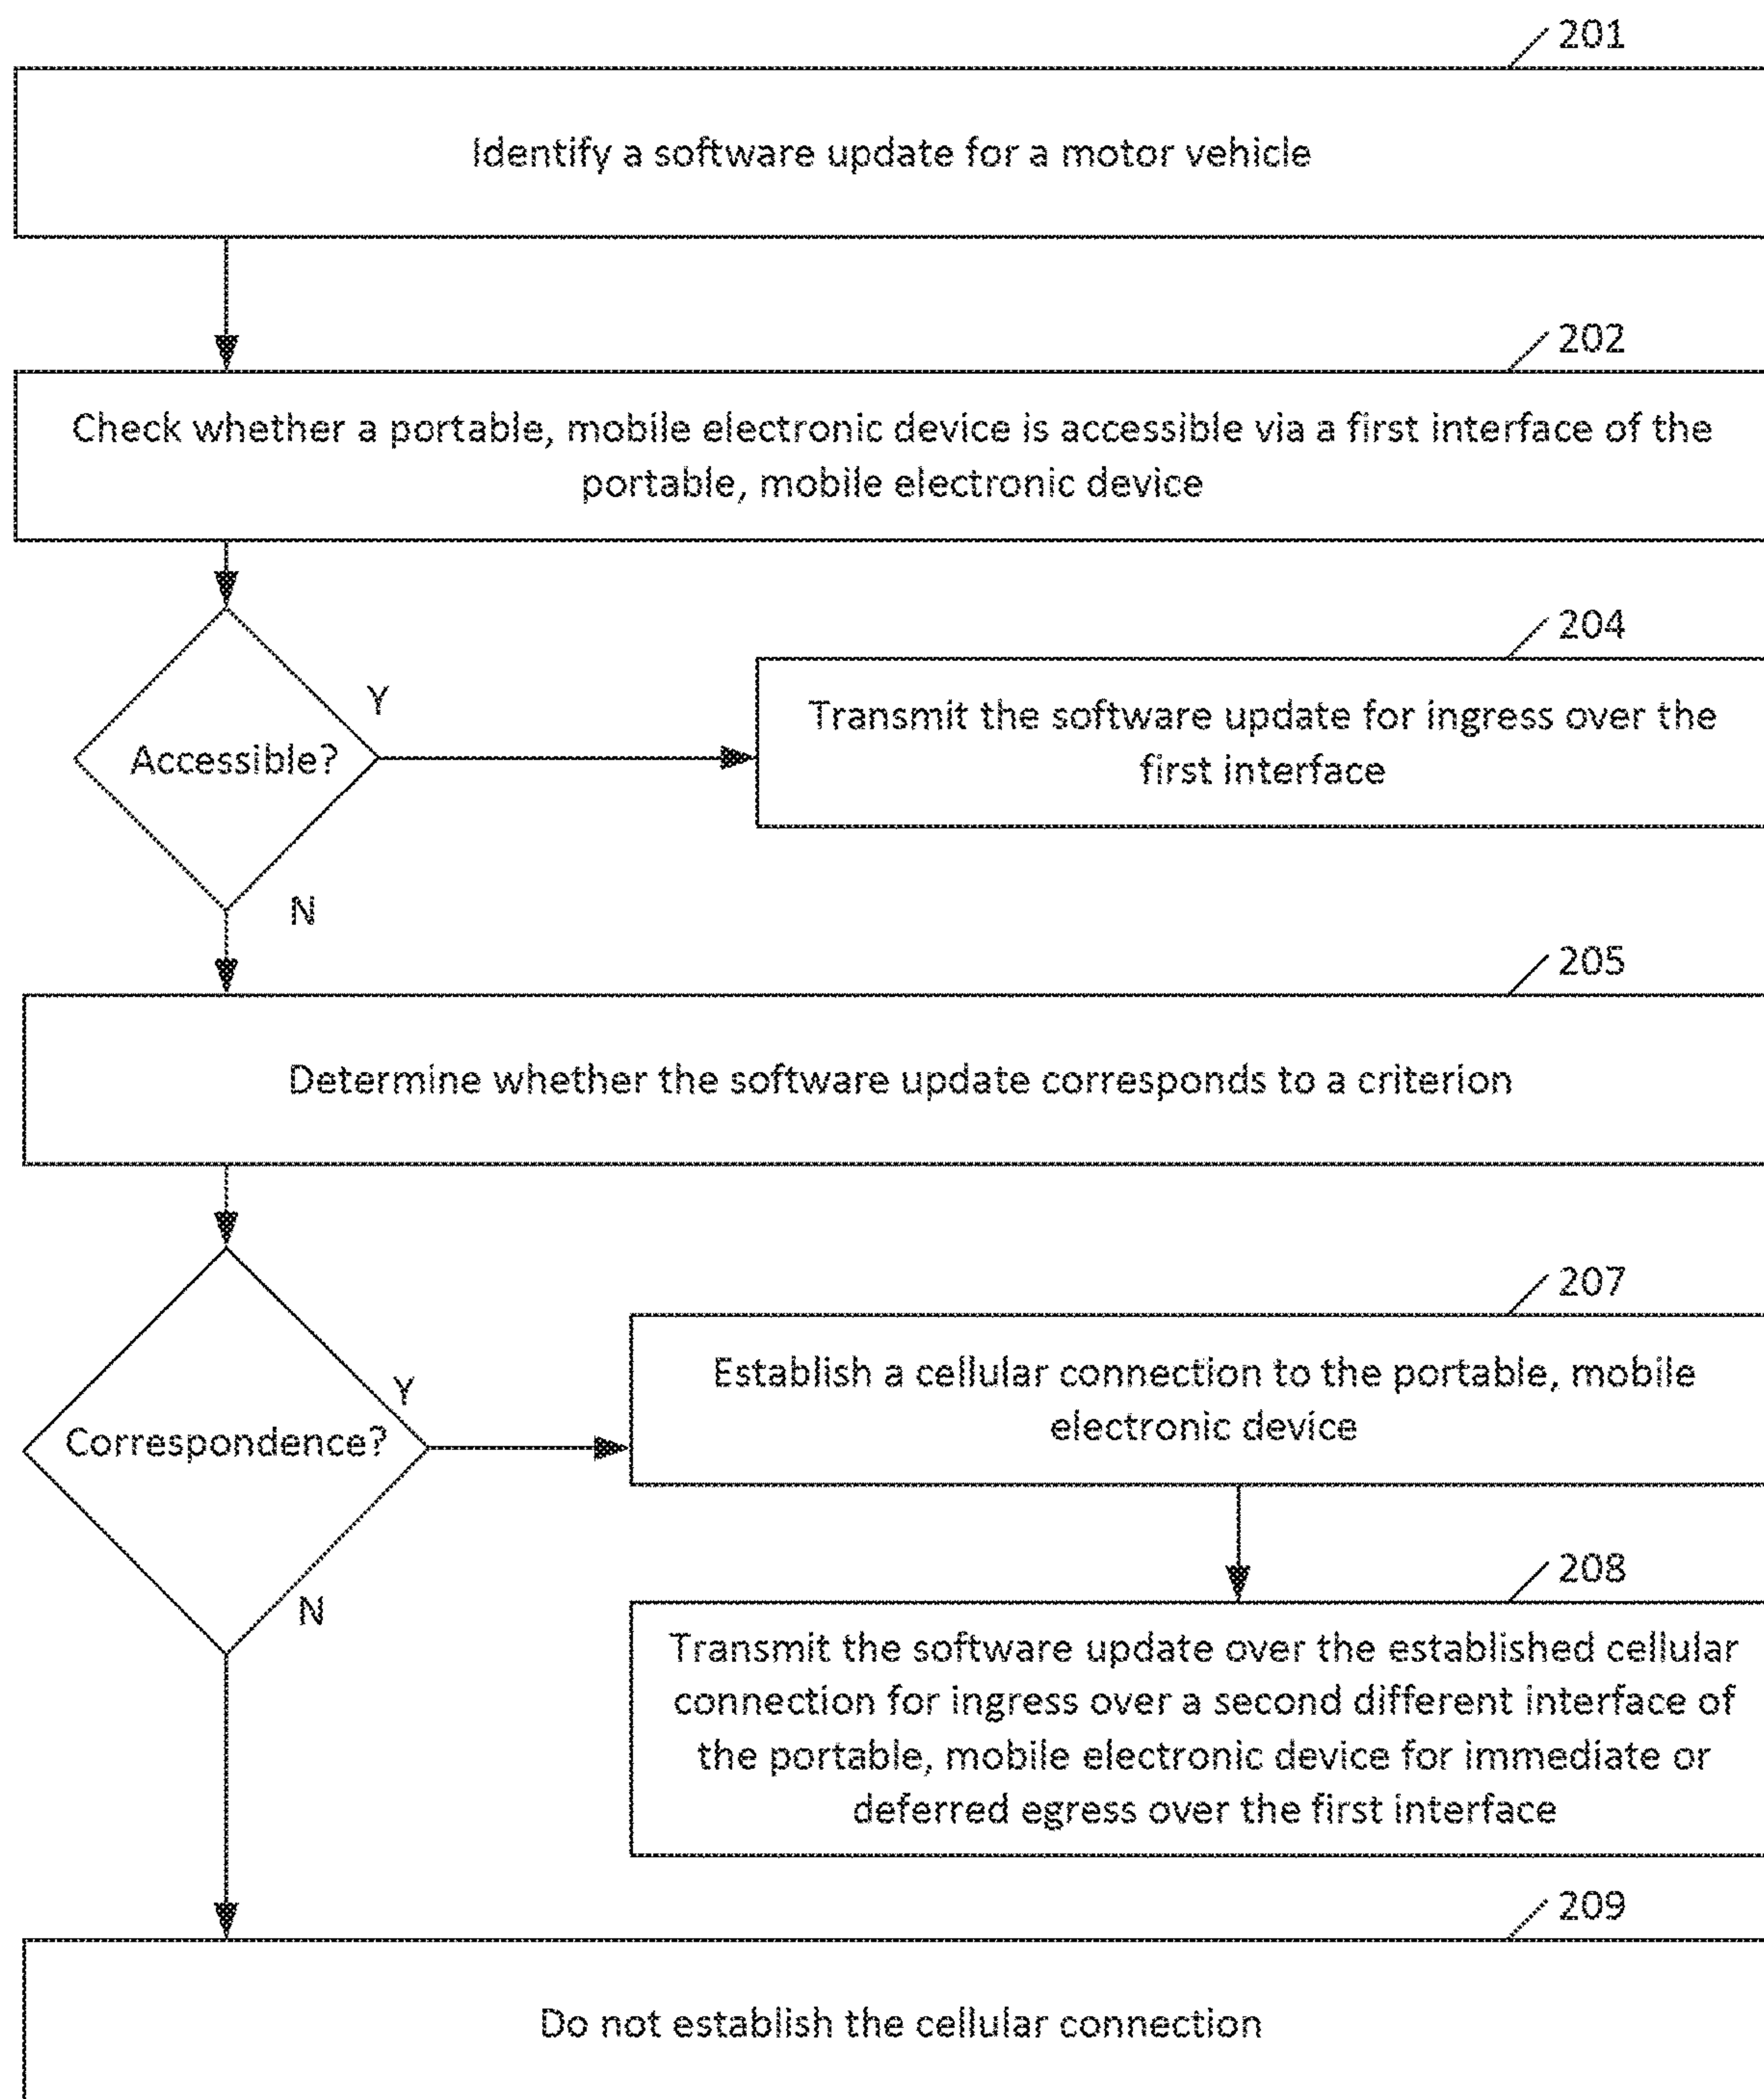 201
Identify a software update for a motor vehicle
202
Check whether a portable, mobile electronic device is accessible via a first interface of the
portable, mobile electronic device
204
Y
Transmit the software update for ingress over the
first interface
Accessible?
N
205
Determine whether the software update corresponds to a criterion
207
Y
Establish a cellular connection to the portable, mobile
electronic device
Correspondence?
N
208
Transmit the software update over the established cellular
connection for ingress over a second different interface of
the portable, mobile electronic device for immediate or
deferred egress over the first interface
209
Do not establish the cellular connection